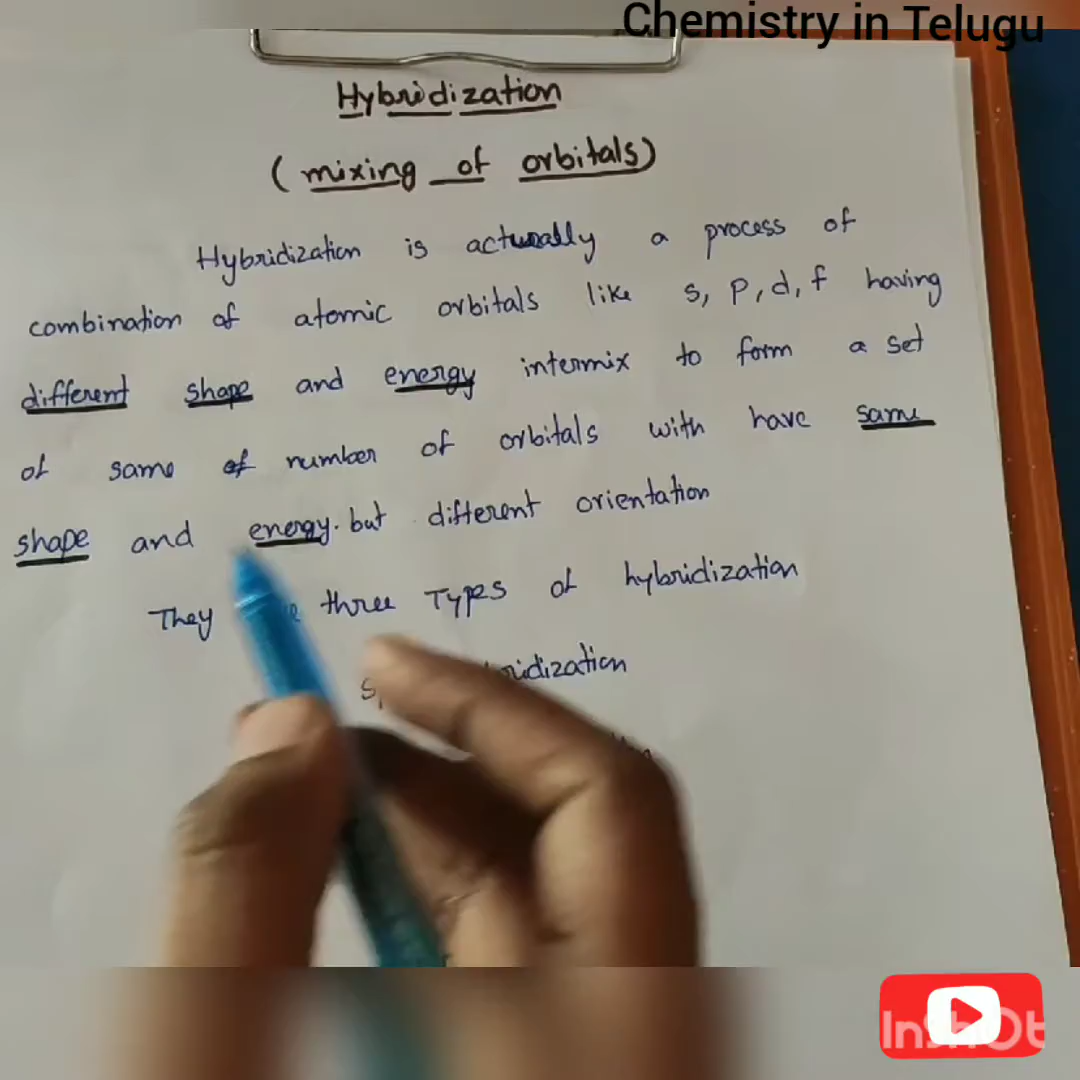 Chemistry in Telugu
Hybridization
(mixing of orbitals)
Hybridization is actually a process of
combination of atomic orbitals like s, p, d, f having
different shape and energy intermix to form a set
of same of number of orbitals with have same
shape and energy. but different orientation
They three Types of hybridization
InShOt